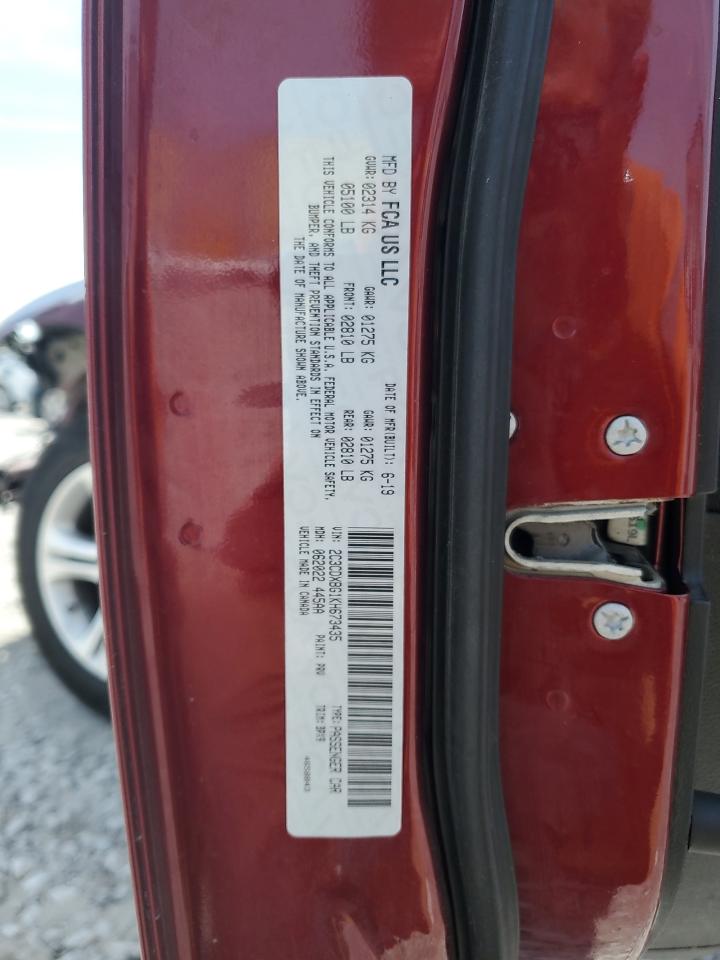 MFD BY FCA US LLC
DATE OF MFR(BUILT): 6-19
GVWR: 02314 KG GAWR: 01275 KG GAWR: 01275 KG
05100 LB FRONT: 02810 LB REAR: 02810 LB
THIS VEHICLE CONFORMS TO ALL APPLICABLE U.S.A. FEDERAL MOTOR VEHICLE SAFETY,
BUMPER, AND THEFT PREVENTION STANDARDS IN EFFECT ON
THE DATE OF MANUFACTURE SHOWN ABOVE.
VIN: 2C3CDXBG1KH673435 TYPE: PASSENGER CAR
MDH: 062022 445AA PAINT: PRV TRIM: BPX9
VEHICLE MADE IN CANADA